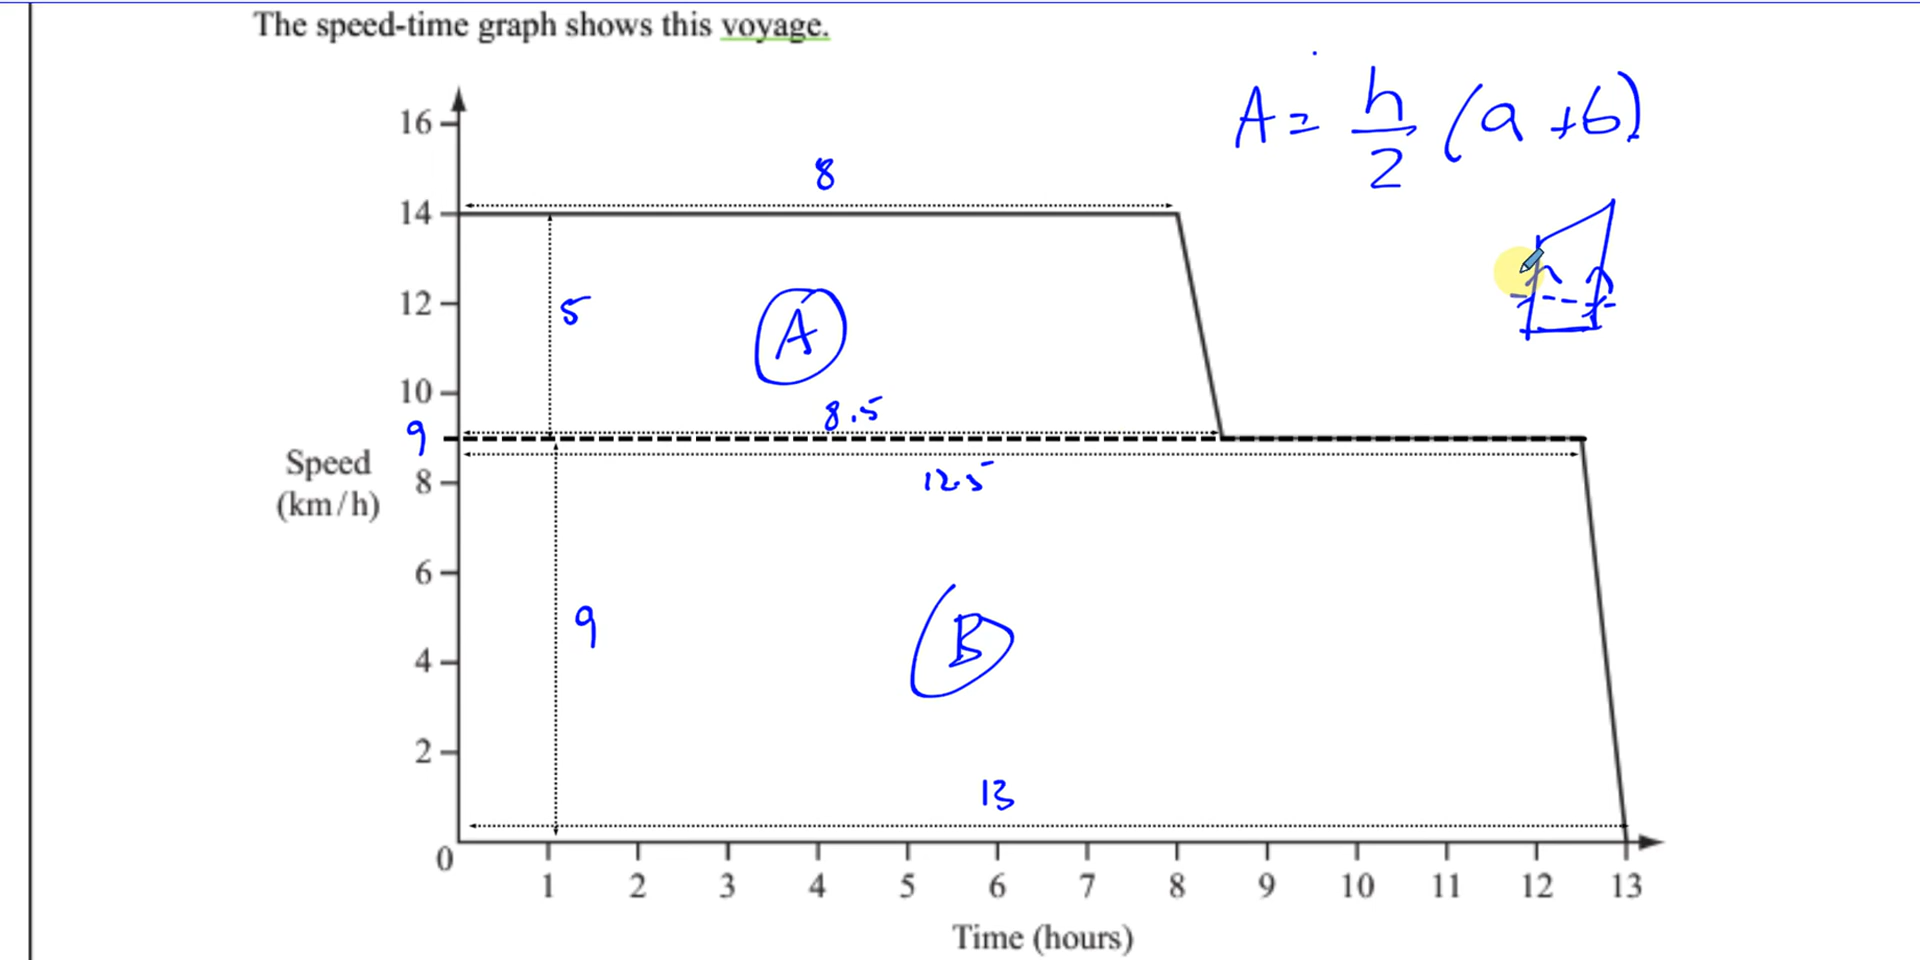 The speed-time graph shows this voyage.
A = h/2 (a + b)
16
8
14
12
5
A
h
10
8.5
9
Speed
(km/h)
8
12.5
6
9
B
4
2
13
0
1 2 3 4 5 6 7 8 9 10 11 12 13
Time (hours)